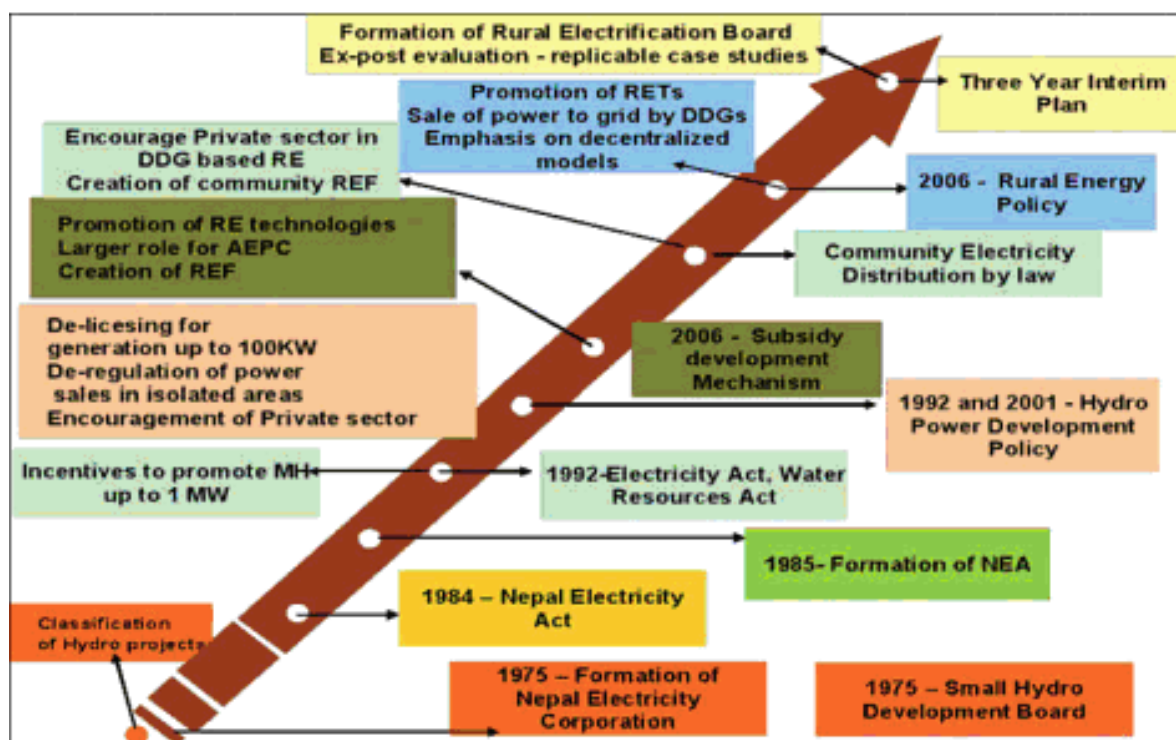 Formation of Rural Electrification Board
Ex-post evaluation - replicable case studies
Three Year Interim
Plan
Promotion of RETs
Sale of power to grid by DDGs
Emphasis on decentralized
models
2006 - Rural Energy
Policy
Encourage Private sector in
DDG based RE
Creation of community REF
Community Electricity
Distribution by law
Promotion of RE technologies
Larger role for AEPC
Creation of REF
2006 - Subsidy
development
Mechanism
De-licesing for
generation up to 100KW
De-regulation of power
sales in isolated areas
Encouragement of Private sector
1992 and 2001 - Hydro
Power Development
Policy
Incentives to promote MH
up to 1 MW
1992-Electricity Act, Water
Resources Act
1985- Formation of NEA
1984 – Nepal Electricity
Act
Classification
of Hydro projects
1975 – Formation of
Nepal Electricity
Corporation
1975 – Small Hydro
Development Board